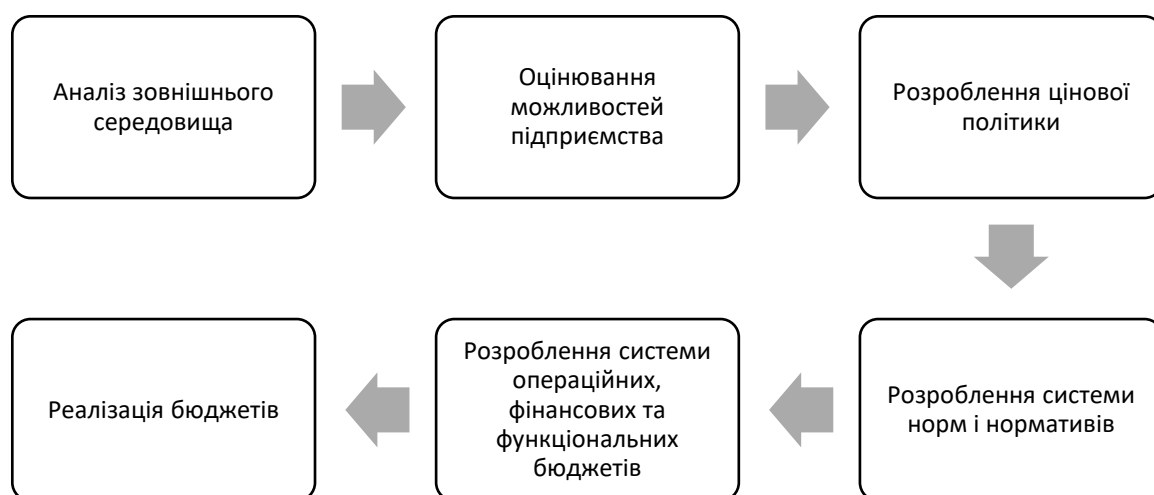 Аналіз зовнішнього
середовища
Оцінювання
можливостей
підприємства
Розроблення цінової
політики
Розроблення системи
норм і нормативів
Розроблення системи
операційних,
фінансових та
функціональних
бюджетів
Реалізація бюджетів